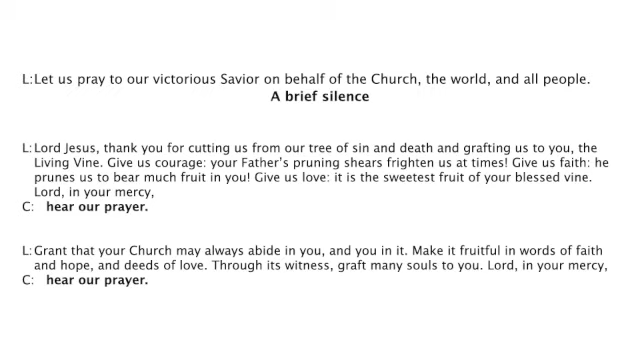 L: Let us pray to our victorious Savior on behalf of the Church, the world, and all people.
A brief silence
L: Lord Jesus, thank you for cutting us from our tree of sin and death and grafting us to you, the
Living Vine. Give us courage: your Father's pruning shears frighten us at times! Give us faith: he
prunes us to bear much fruit in you! Give us love: it is the sweetest fruit of your blessed vine.
Lord, in your mercy,
C: hear our prayer.
L: Grant that your Church may always abide in you, and you in it. Make it fruitful in words of faith
and hope, and deeds of love. Through its witness, graft many souls to you. Lord, in your mercy,
C: hear our prayer.